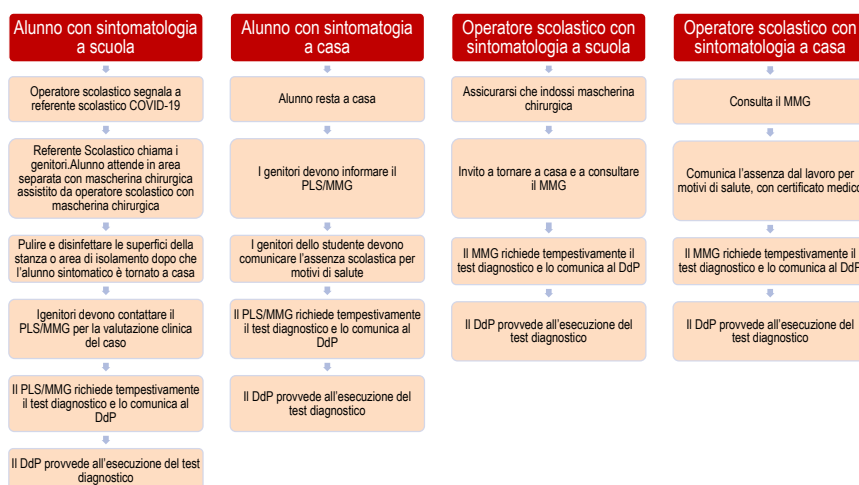 Alunno con sintomatologia
a scuola
Operatore scolastico segnala a
referente scolastico COVID-19
Referente Scolastico chiama i
genitori.Alunno attende in area
separata con mascherina chirurgica
assistito da operatore scolastico con
mascherina chirurgica
Pulire e disinfettare le superfici della
stanza o area di isolamento dopo che
l'alunno sintomatico è tornato a casa
Igenitori devono contattare il
PLS/MMG per la valutazione clinica
del caso
Il PLS/MMG richiede tempestivamente
il test diagnostico e lo comunica al
DdP
Il DdP provvede all'esecuzione del test
diagnostico
Alunno con sintomatogia
a casa
Alunno resta a casa
I genitori devono informare il
PLS/MMG
I genitori dello studente devono
comunicare l'assenza scolastica per
motivi di salute
Il PLS/MMG richiede tempestivamente
il test diagnostico e lo comunica al
DdP
Il DdP provvede all'esecuzione del
test diagnostico
Operatore scolastico con
sintomatologia a scuola
Assicurarsi che indossi mascherina
chirurgica
Invito a tornare a casa e a consultare
il MMG
Il MMG richiede tempestivamente il
test diagnostico e lo comunica al DdP
Il DdP provvede all'esecuzione del
test diagnostico
Operatore scolastico con
sintomatologia a casa
Consulta il MMG
Comunica l'assenza dal lavoro per
motivi di salute, con certificato medico
Il MMG richiede tempestivamente il
test diagnostico e lo comunica al DdP
Il DdP provvede all'esecuzione del
test diagnostico